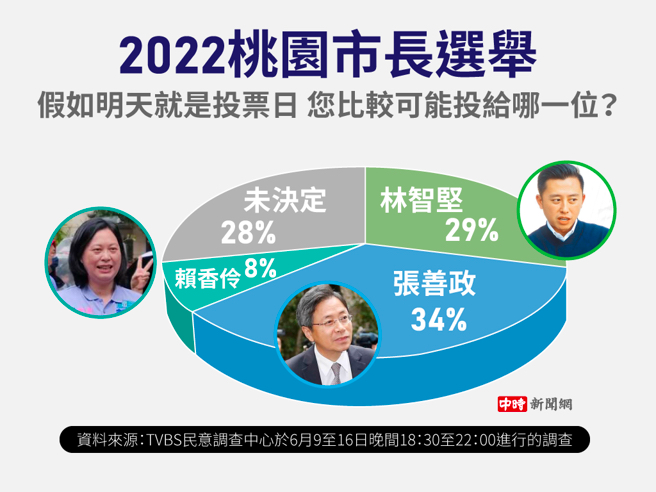 2022桃園市長選舉
假如明天就是投票日 您比較可能投給哪一位？
未決定
28%
林智堅
29%
賴香伶 8%
張善政
34%
中時 新聞網
資料來源：TVBS民意調查中心於6月9至16日晚間18：30至22：00進行的調查